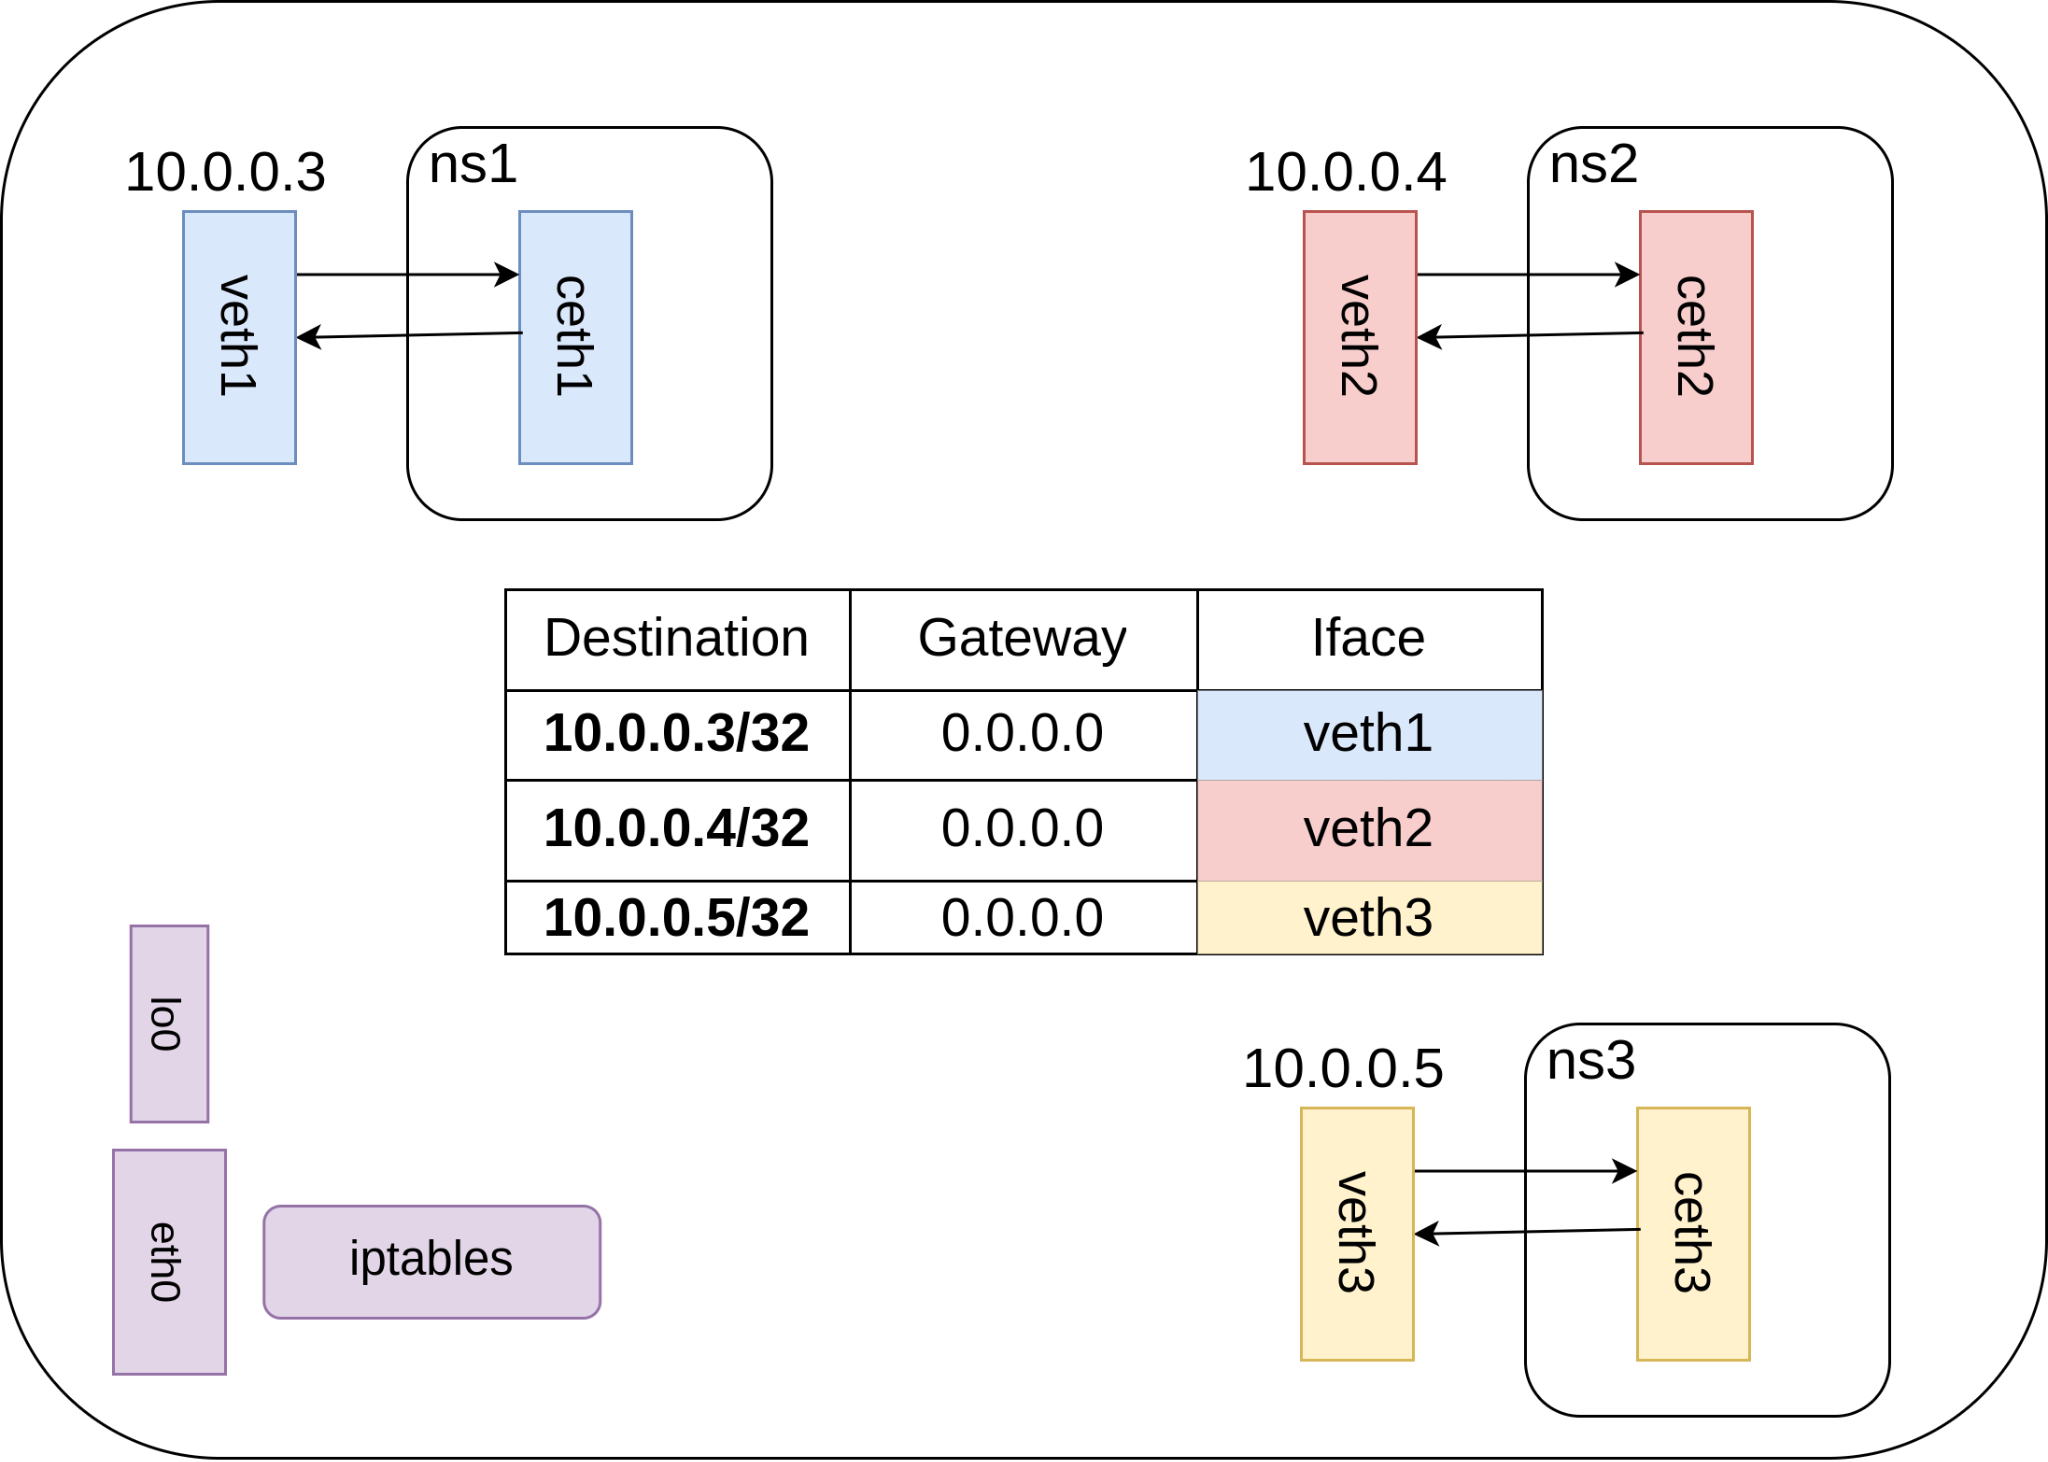 10.0.0.3
ns1
veth1
ceth1
10.0.0.4
ns2
veth2
ceth2
Destination Gateway Iface
10.0.0.3/32 0.0.0.0 veth1
10.0.0.4/32 0.0.0.0 veth2
10.0.0.5/32 0.0.0.0 veth3
lo0
eth0
iptables
10.0.0.5
ns3
veth3
ceth3